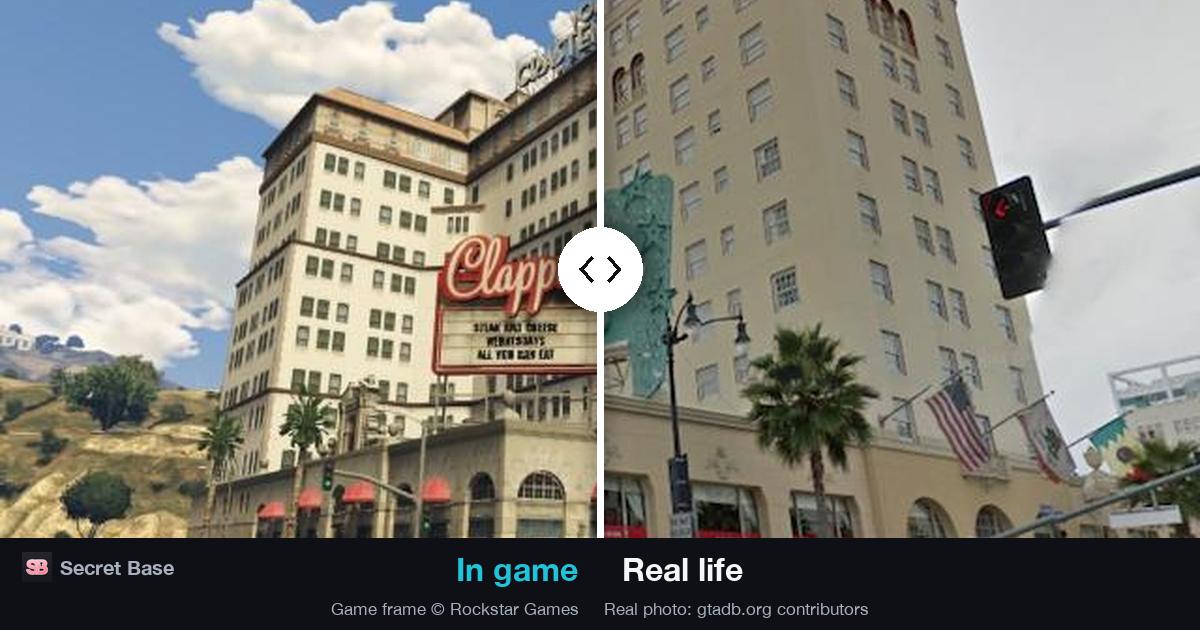 Clapp
STEAK AND CHEESE
WEDNESDAYS
ALL YOU CAN EAT
SB Secret Base
In game Real life
Game frame © Rockstar Games Real photo: gtadb.org contributors